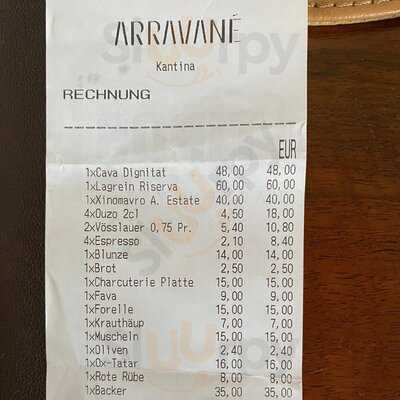 ARRAVANÉ
Kantina
RECHNUNG
EUR
1xCava Dignitat 48,00 48,00
1xLagrein Riserva 60,00 60,00
1xXinomavro A. Estate 40,00 40,00
4xOuzo 2cl 4,50 18,00
2xVösslauer 0,75 Pr. 5,40 10,80
4xEspresso 2,10 8,40
1xBlunze 14,00 14,00
1xBrot 2,50 2,50
1xCharcuterie Platte 15,00 15,00
1xFava 9,00 9,00
1xForelle 15,00 15,00
1xKrauthäup 7,00 7,00
1xMuscheln 15,00 15,00
1xOliven 2,40 2,40
1xOx-Tatar 16,00 16,00
1xRote Rübe 8,00 8,00
1xBacker 35,00 35,00